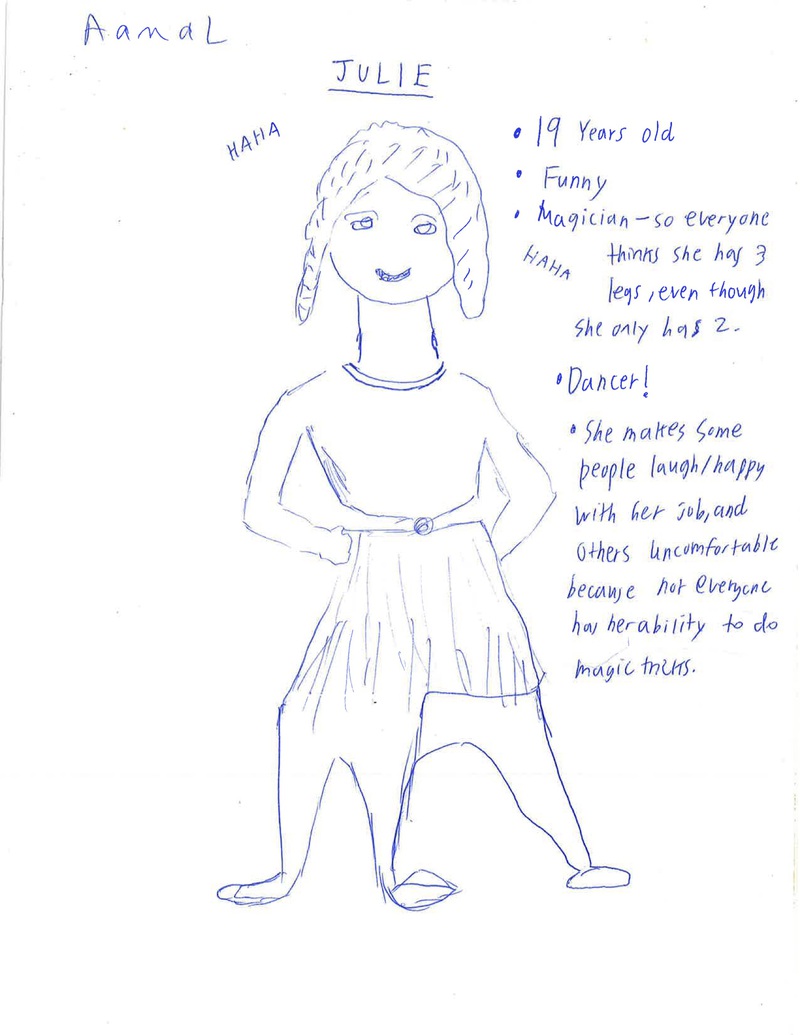 Aamal
JULIE
HAHA
• 19 Years old
• Funny
• Magician - so everyone
HAHA
thinks she has 3
legs, even though
she only has 2.
• Dancer!
• She makes some
people laugh/happy
with her job, and
others uncomfortable
because not everyone
has her ability to do
magic tricks.